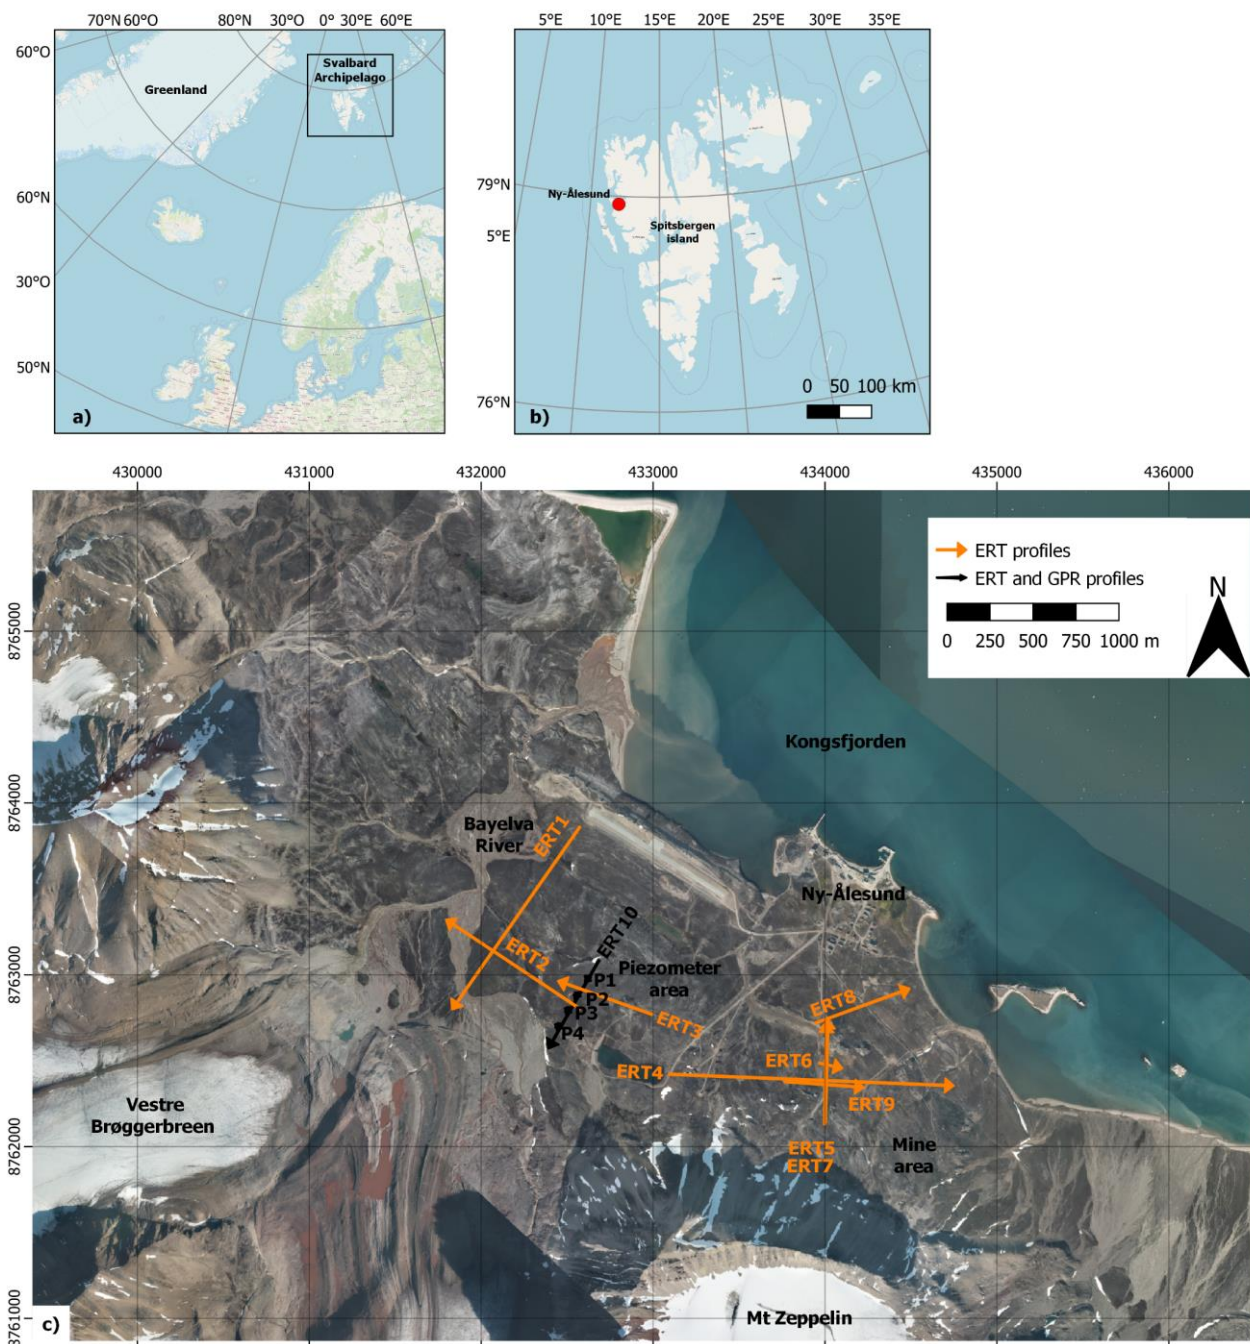 70°N 60°O
80°N 30°O 0° 30°E 60°E
60°O
60°N
30°O
50°N
Svalbard
Archipelago
Greenland
a)
5°E 10°E 15°E 20°E 25°E 30°E 35°E
79°N
5°E
76°N
Ny-Ålesund
Spitsbergen
island
0 50 100 km
b)
430000 431000 432000 433000 434000 435000 436000
8765000
8764000
8763000
8762000
8761000
ERT profiles
ERT and GPR profiles
0 250 500 750 1000 m
N
Kongsfjorden
Bayelva
River
ERT1
Ny-Ålesund
ERT10
ERT2
Piezometer
area
P1
P2
P3
P4
ERT3
ERT8
ERT6
ERT4
ERT9
ERT5
ERT7
Mine
area
Vestre
Brøggerbreen
Mt Zeppelin
c)